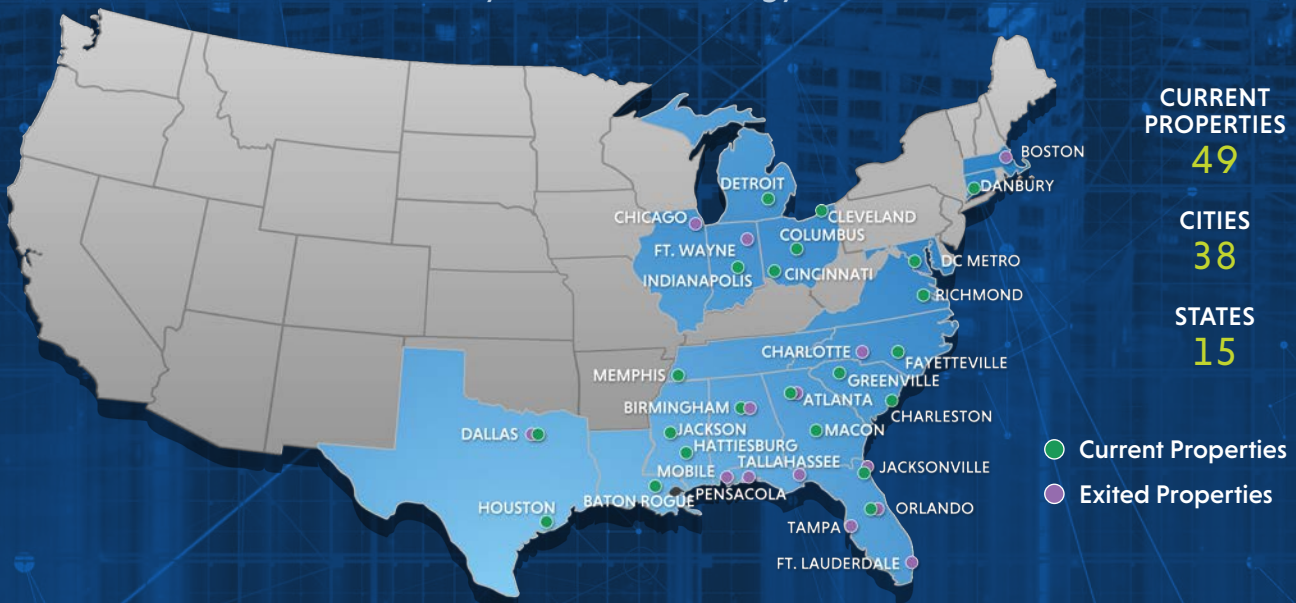 BOSTON
DANBURY
DETROIT
CHICAGO
CLEVELAND
COLUMBUS
FT. WAYNE
INDIANAPOLIS
CINCINNATI
DC METRO
RICHMOND
CHARLOTTE
FAYETTEVILLE
MEMPHIS
GREENVILLE
ATLANTA
BIRMINGHAM
CHARLESTON
DALLAS
JACKSON
MACON
HATTIESBURG
TALLAHASSEE
MOBILE
JACKSONVILLE
PENSACOLA
BATON ROGUE
HOUSTON
ORLANDO
TAMPA
FT. LAUDERDALE
CURRENT
PROPERTIES
49
CITIES
38
STATES
15
Current Properties
Exited Properties